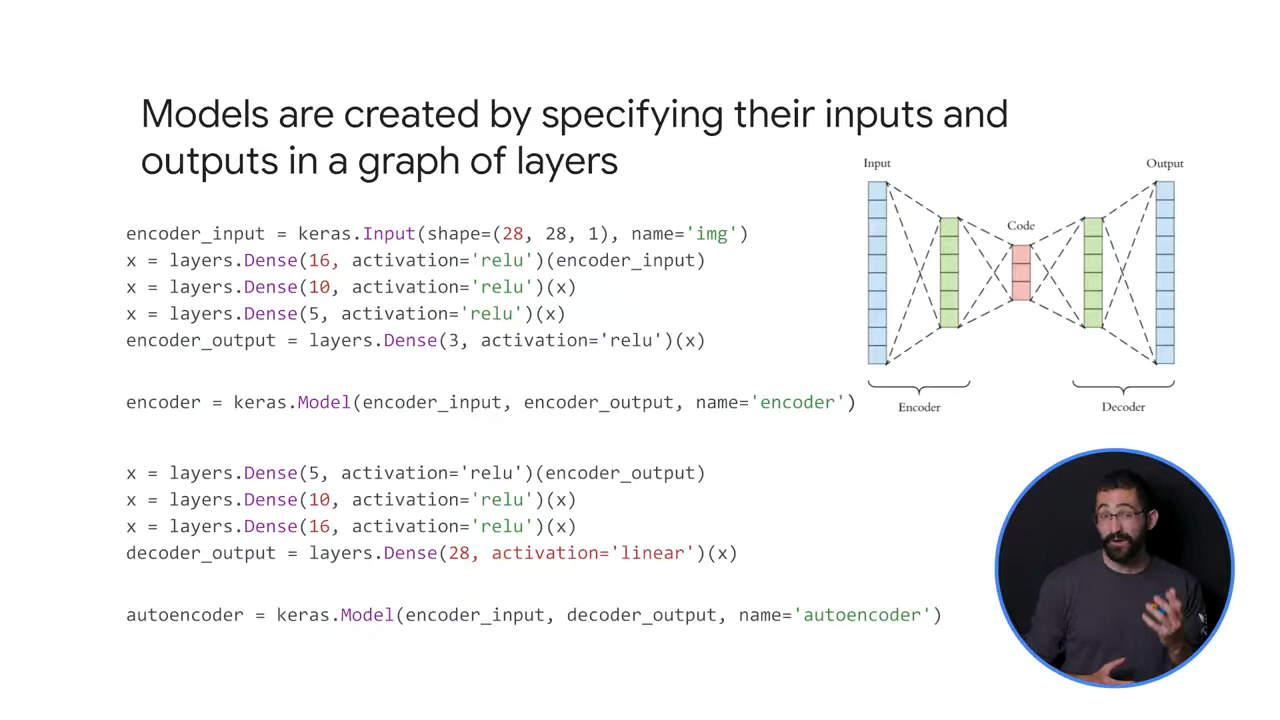 Models are created by specifying their inputs and
outputs in a graph of layers
encoder_input = keras.Input(shape=(28, 28, 1), name='img')
x = layers.Dense(16, activation='relu')(encoder_input)
x = layers.Dense(10, activation='relu')(x)
x = layers.Dense(5, activation='relu')(x)
encoder_output = layers.Dense(3, activation='relu')(x)
encoder = keras.Model(encoder_input, encoder_output, name='encoder')
x = layers.Dense(5, activation='relu')(encoder_output)
x = layers.Dense(10, activation='relu')(x)
x = layers.Dense(16, activation='relu')(x)
decoder_output = layers.Dense(28, activation='linear')(x)
autoencoder = keras.Model(encoder_input, decoder_output, name='autoencoder')
Input
Output
Code
Encoder
Decoder